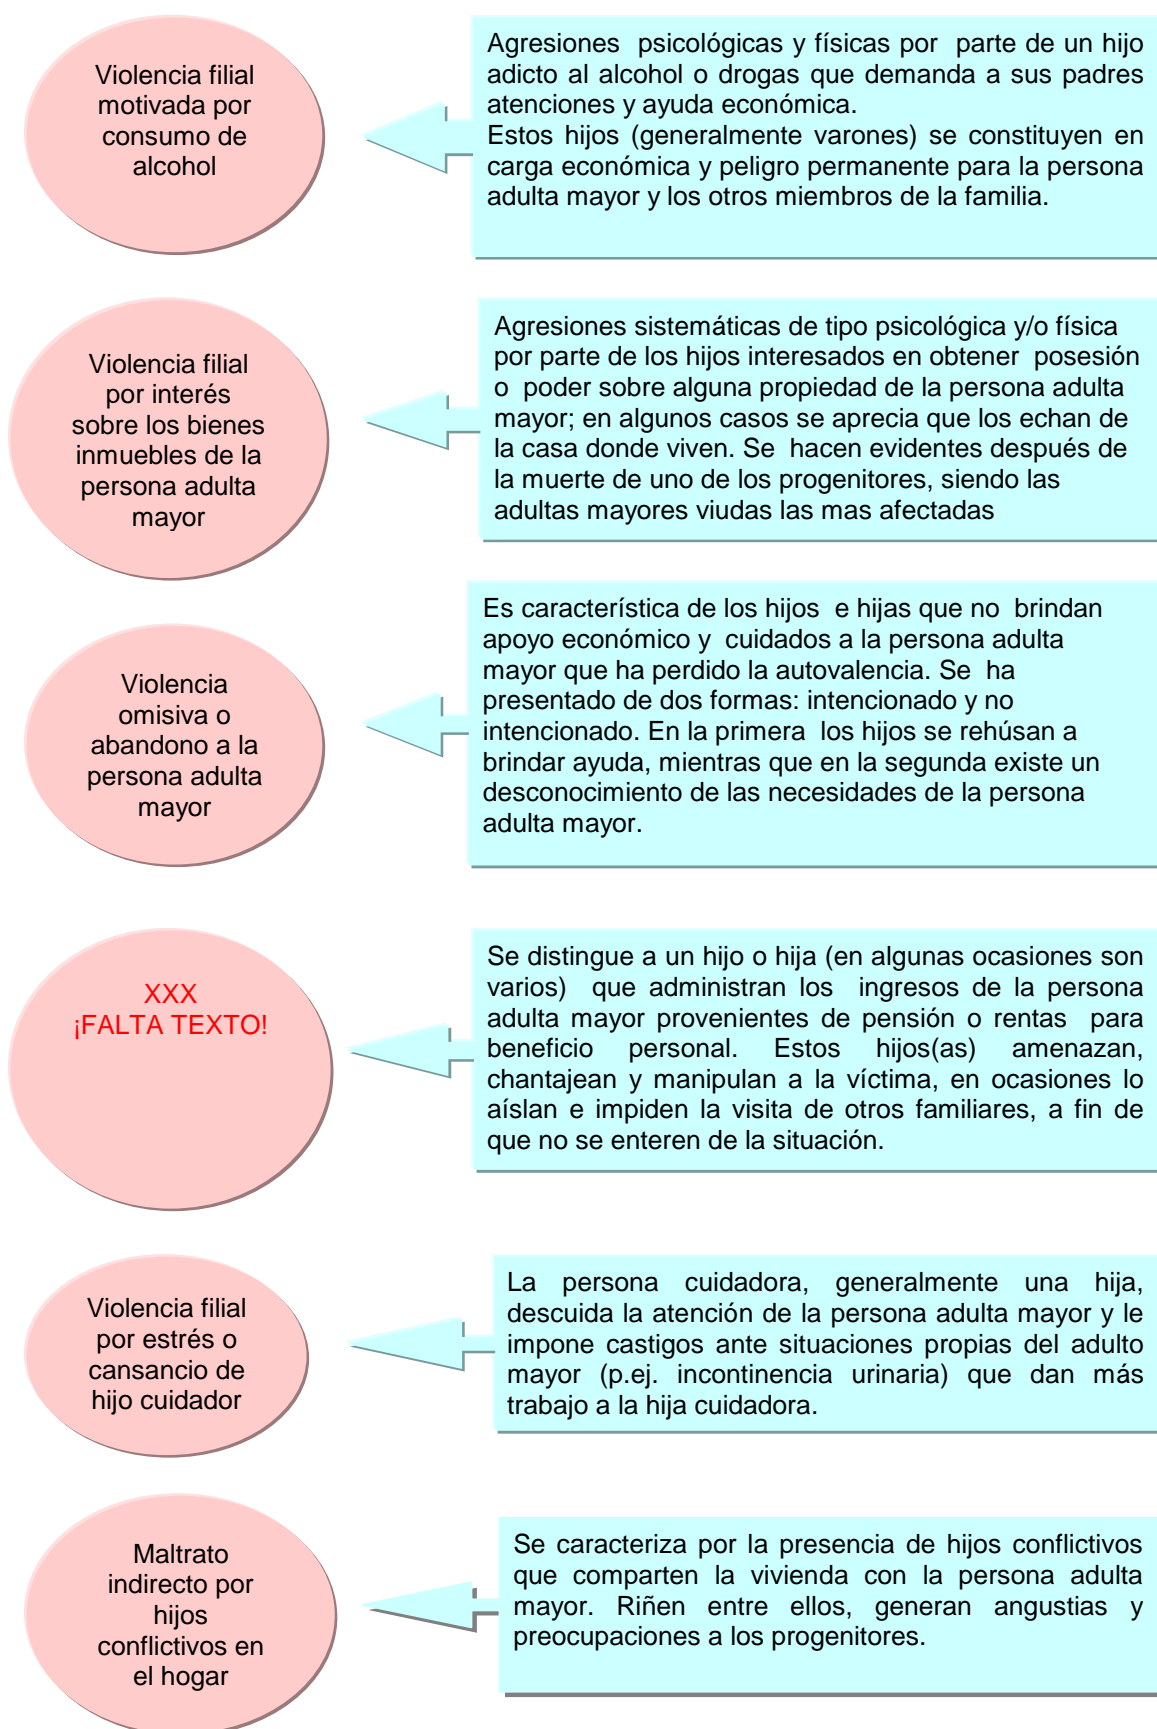 Violencia filial
motivada por
consumo de
alcohol
Agresiones psicológicas y físicas por parte de un hijo
adicto al alcohol o drogas que demanda a sus padres
atenciones y ayuda económica.
Estos hijos (generalmente varones) se constituyen en
carga económica y peligro permanente para la persona
adulta mayor y los otros miembros de la familia.
Violencia filial
por interés
sobre los bienes
inmuebles de la
persona adulta
mayor
Agresiones sistemáticas de tipo psicológica y/o física
por parte de los hijos interesados en obtener posesión
o poder sobre alguna propiedad de la persona adulta
mayor; en algunos casos se aprecia que los echan de
la casa donde viven. Se hacen evidentes después de
la muerte de uno de los progenitores, siendo las
adultas mayores viudas las mas afectadas
Violencia
omisiva o
abandono a la
persona adulta
mayor
Es característica de los hijos e hijas que no brindan
apoyo económico y cuidados a la persona adulta
mayor que ha perdido la autovalencia. Se ha
presentado de dos formas: intencionado y no
intencionado. En la primera los hijos se rehúsan a
brindar ayuda, mientras que en la segunda existe un
desconocimiento de las necesidades de la persona
adulta mayor.
XXX
¡FALTA TEXTO!
Se distingue a un hijo o hija (en algunas ocasiones son
varios) que administran los ingresos de la persona
adulta mayor provenientes de pensión o rentas para
beneficio personal. Estos hijos(as) amenazan,
chantajean y manipulan a la víctima, en ocasiones lo
aíslan e impiden la visita de otros familiares, a fin de
que no se enteren de la situación.
Violencia filial
por estrés o
cansancio de
hijo cuidador
La persona cuidadora, generalmente una hija,
descuida la atención de la persona adulta mayor y le
impone castigos ante situaciones propias del adulto
mayor (p.ej. incontinencia urinaria) que dan más
trabajo a la hija cuidadora.
Maltrato
indirecto por
hijos
conflictivos en
el hogar
Se caracteriza por la presencia de hijos conflictivos
que comparten la vivienda con la persona adulta
mayor. Riñen entre ellos, generan angustias y
preocupaciones a los progenitores.